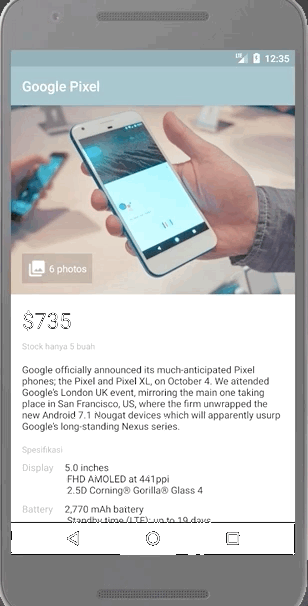 LTE 12:35
Google Pixel
6 photos
$735
Stock hanya 5 buah
Google officially announced its much-anticipated Pixel
phones; the Pixel and Pixel XL, on October 4. We attended
Google's London UK event, mirroring the main one taking
place in San Francisco, US, where the firm unwrapped the
new Android 7.1 Nougat devices which will apparently usurp
Google's long-standing Nexus series.
Spesifikasi
Display 5.0 inches
FHD AMOLED at 441ppi
2.5D Corning® Gorilla® Glass 4
Battery 2,770 mAh battery
Standby time (LTE): up to 19 days